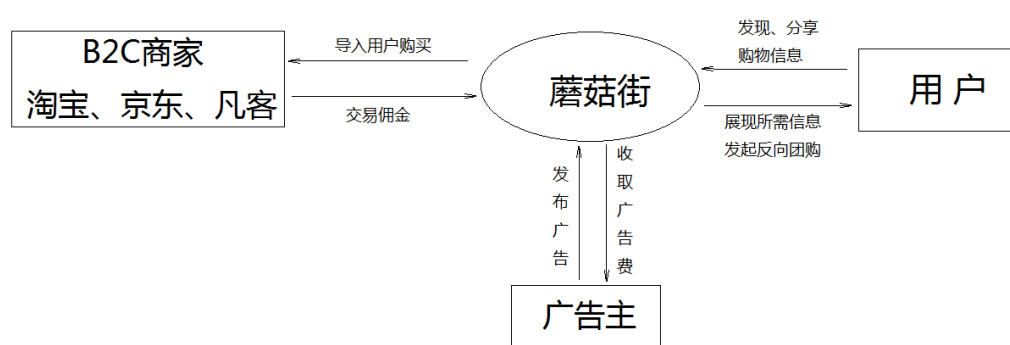 B2C商家
淘宝、京东、凡客
导入用户购买
交易佣金
蘑菇街
发现、分享
购物信息
展现所需信息
发起反向团购
用 户
发布广告
收取广告费
广告主